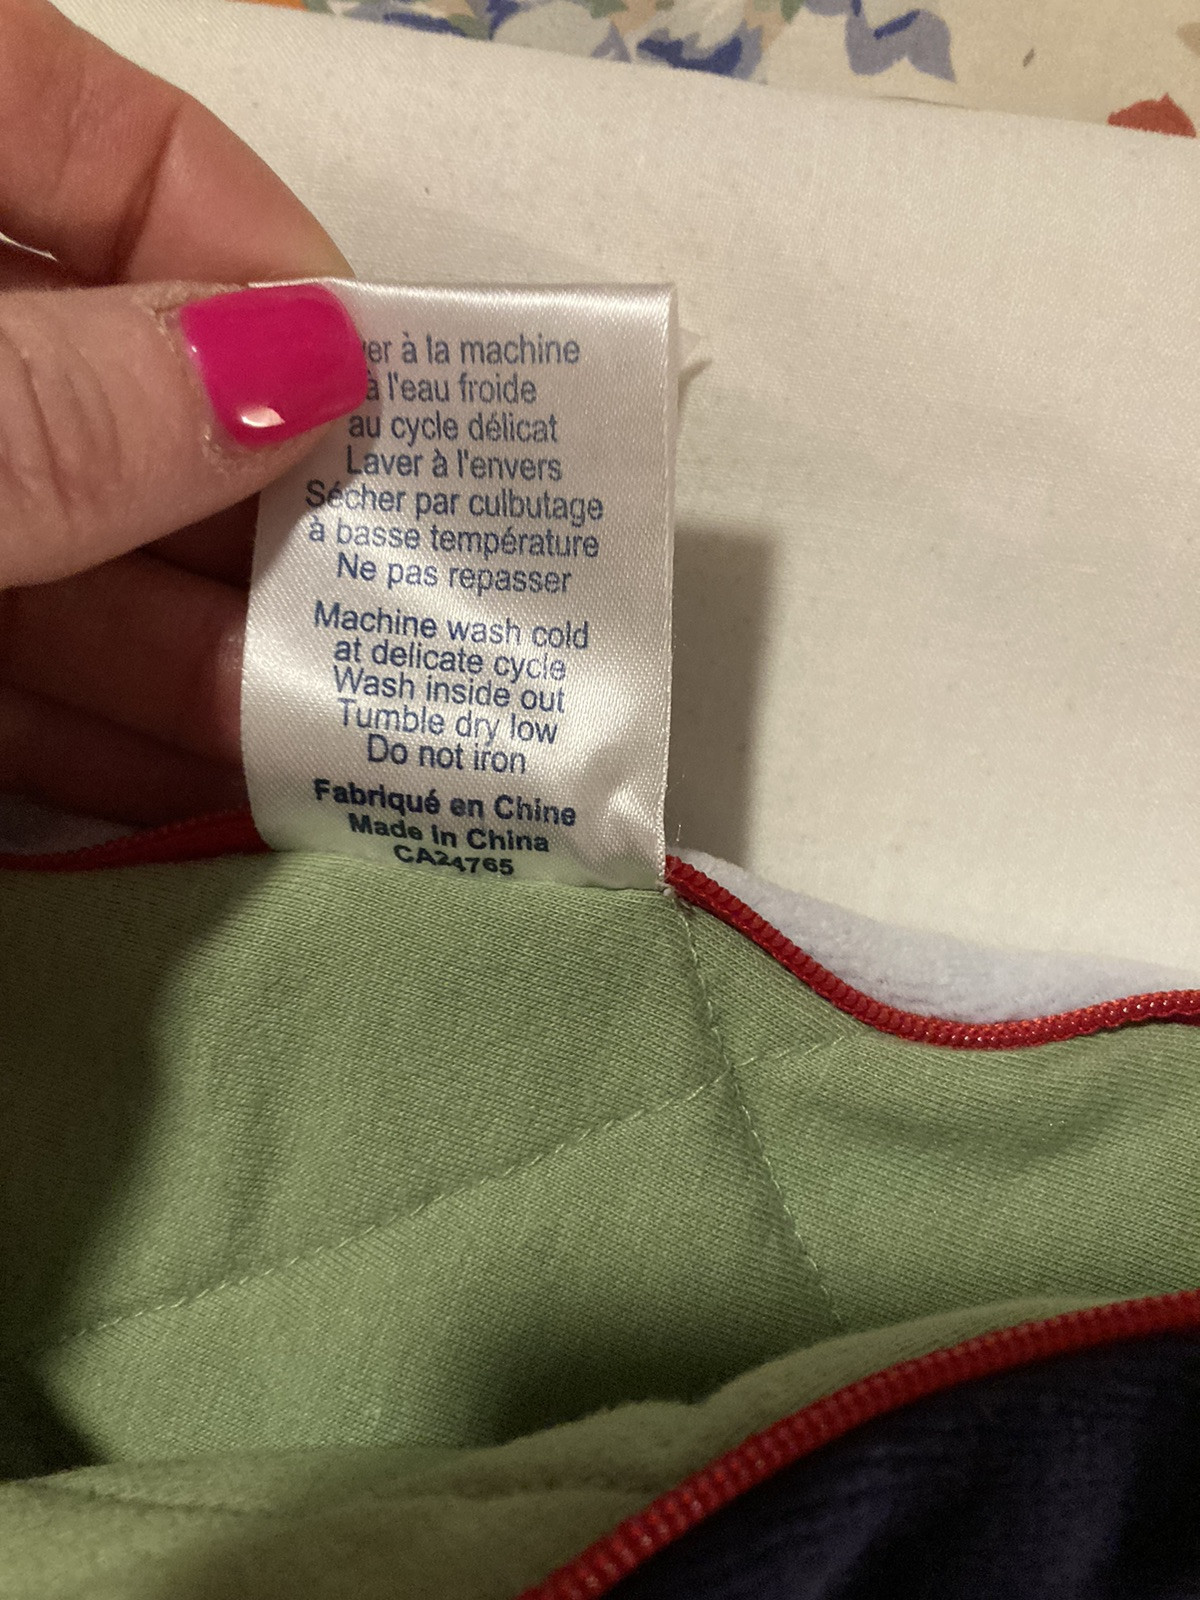 à la machine
à l'eau froide
au cycle délicat
Laver à l'envers
Sécher par culbutage
à basse température
Ne pas repasser
Machine wash cold
at delicate cycle
Wash inside out
Tumble dry low
Do not iron
Fabriqué en Chine
Made in China
CA24765